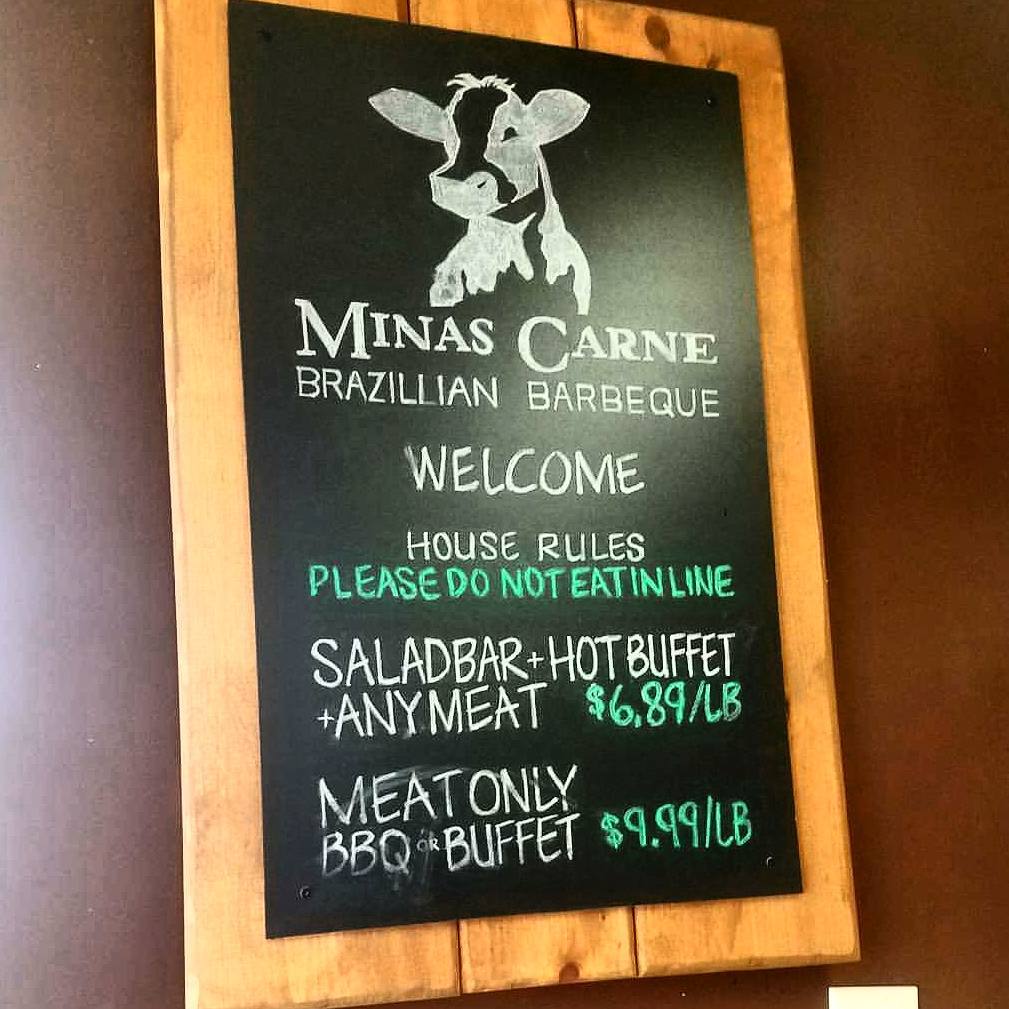 MINAS CARNE
BRAZILLIAN BARBEQUE
WELCOME
HOUSE RULES
PLEASE DO NOT EAT IN LINE
SALADBAR + HOT BUFFET
+ ANY MEAT $6.89/LB
MEAT ONLY
BBQ OR BUFFET $9.99/LB